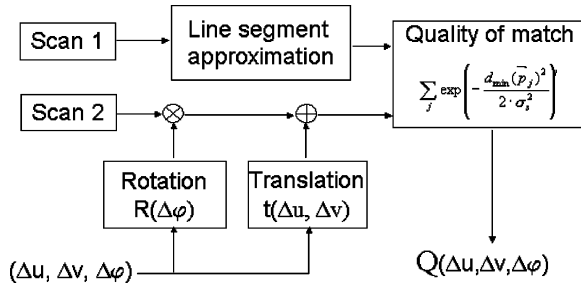 Scan 1
Line segment
approximation
Quality of match
∑_j exp(−d_min(p̄_j)² / 2·σ_s²)
Scan 2
⊗
⊕
Rotation
R(Δφ)
Translation
t(Δu, Δv)
(Δu, Δv, Δφ)
Q(Δu,Δv,Δφ)